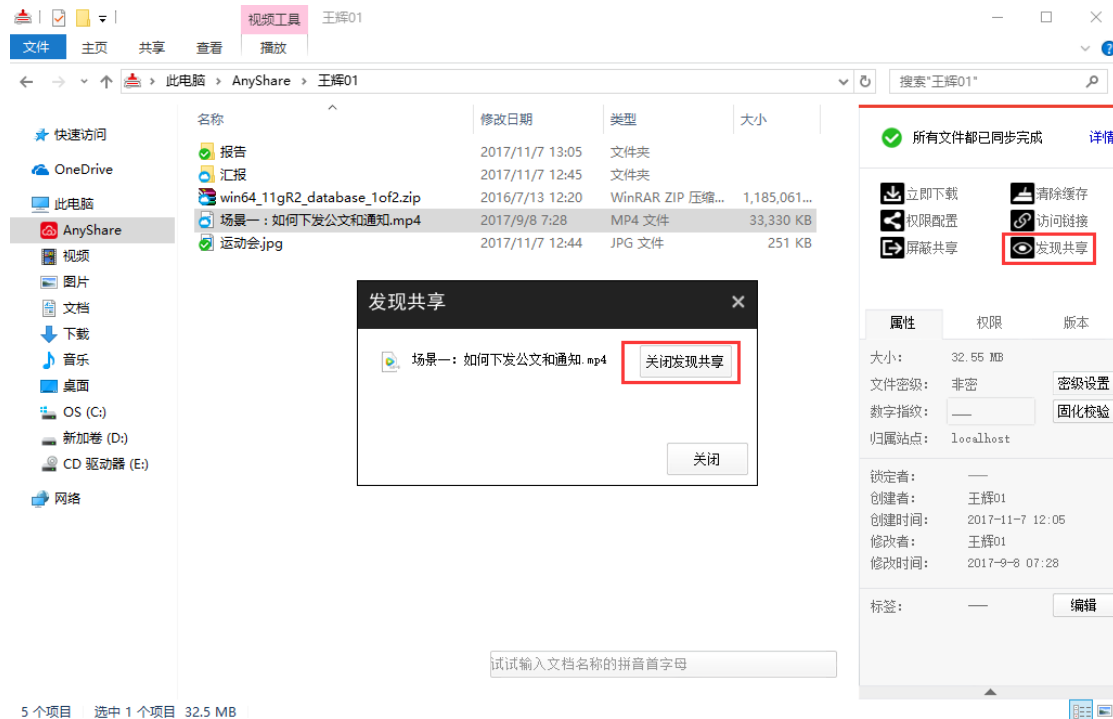 视频工具 王辉01
文件 主页 共享 查看 播放
此电脑 › AnyShare › 王辉01 搜索"王辉01"
快速访问
OneDrive
此电脑
AnyShare
视频
图片
文档
下载
音乐
桌面
OS (C:)
新加卷 (D:)
CD 驱动器 (E:)
网络
名称 修改日期 类型 大小
报告 2017/11/7 13:05 文件夹
汇报 2017/11/7 12:45 文件夹
win64_11gR2_database_1of2.zip 2016/7/13 12:20 WinRAR ZIP 压缩... 1,185,061...
场景一：如何下发公文和通知.mp4 2017/9/8 7:28 MP4 文件 33,330 KB
运动会.jpg 2017/11/7 12:44 JPG 文件 251 KB
发现共享
场景一：如何下发公文和通知.mp4 关闭发现共享
关闭
试试输入文档名称的拼音首字母
所有文件都已同步完成 详情
立即下载 清除缓存
权限配置 访问链接
屏蔽共享 发现共享
属性 权限 版本
大小： 32.55 MB
文件密级： 非密 密级设置
数字指纹： —— 固化校验
归属站点： localhost
锁定者： ——
创建者： 王辉01
创建时间： 2017-11-7 12:05
修改者： 王辉01
修改时间： 2017-9-8 07:28
标签： —— 编辑
5 个项目 选中 1 个项目 32.5 MB